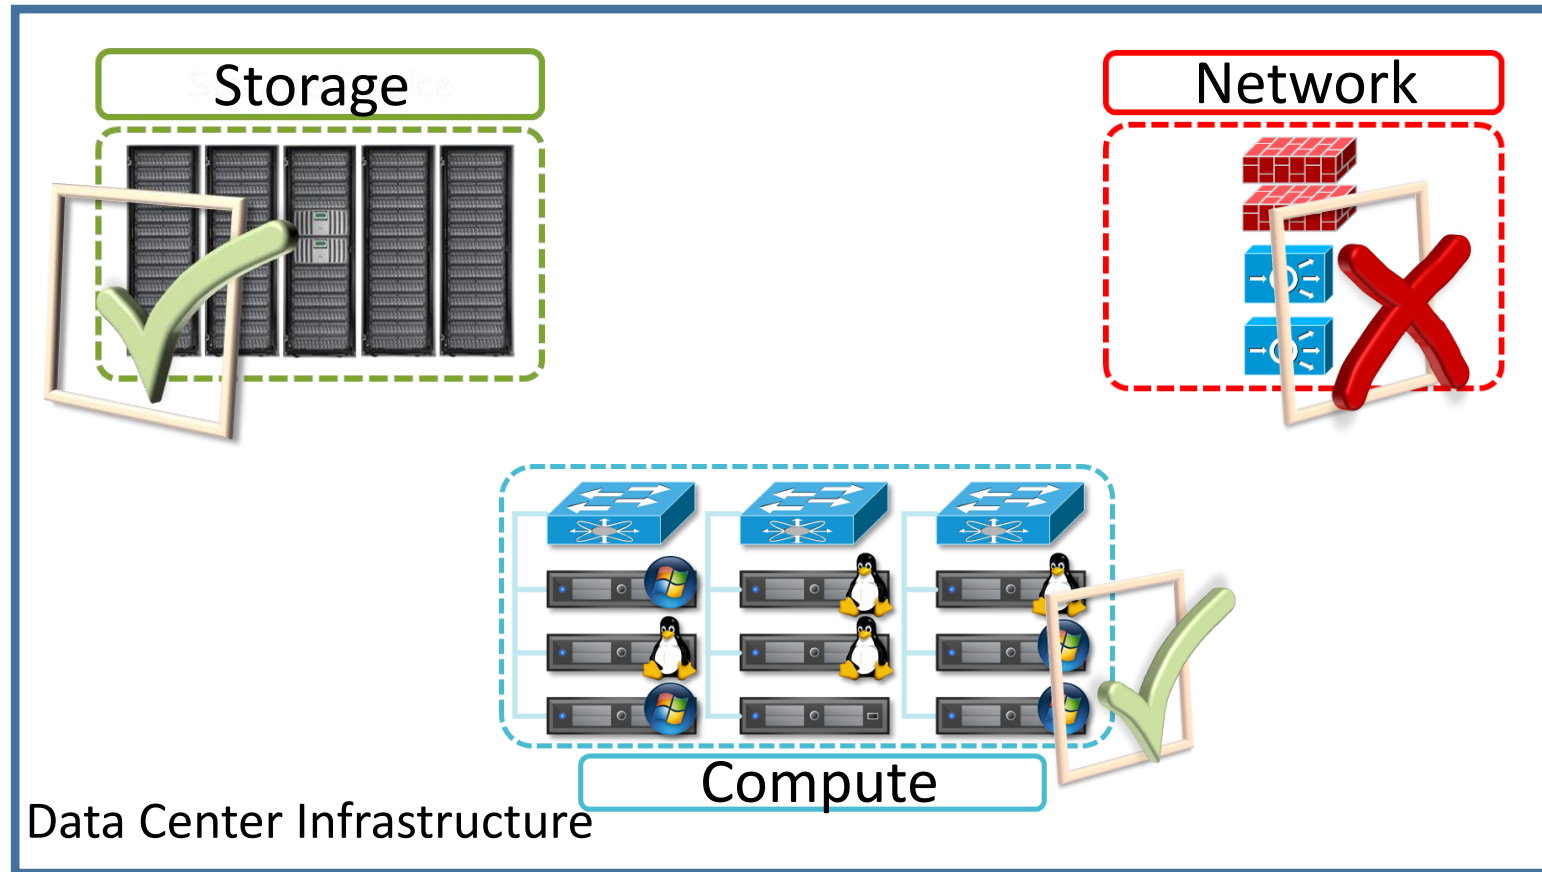 Storage
Network
Compute
Data Center Infrastructure